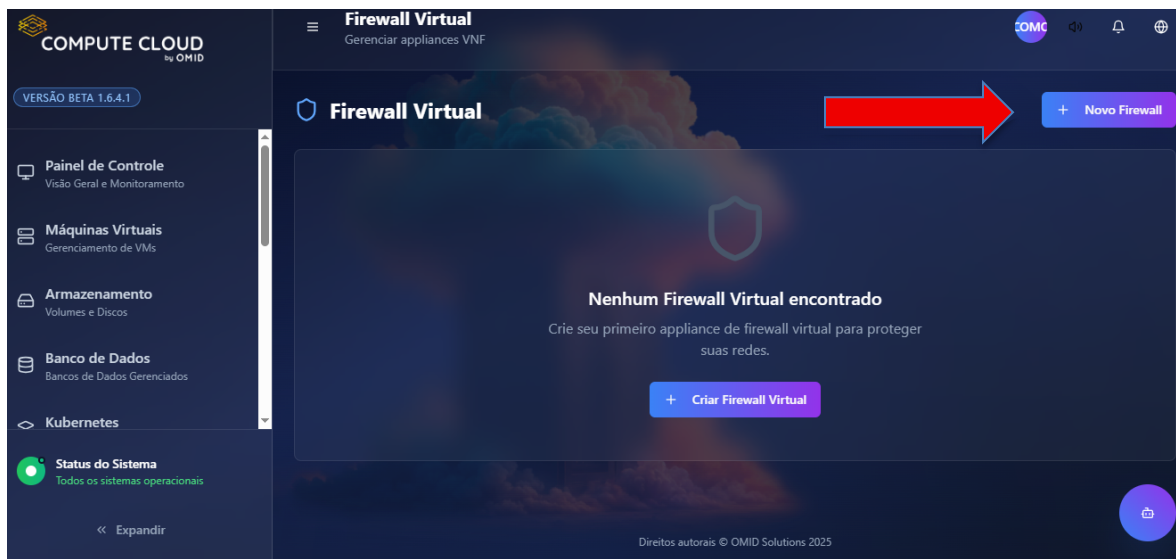 COMPUTE CLOUD
by OMID
VERSÃO BETA 1.6.4.1
Painel de Controle
Visão Geral e Monitoramento
Máquinas Virtuais
Gerenciamento de VMs
Armazenamento
Volumes e Discos
Banco de Dados
Bancos de Dados Gerenciados
Kubernetes
Status do Sistema
Todos os sistemas operacionais
« Expandir
Firewall Virtual
Gerenciar appliances VNF
Firewall Virtual
+ Novo Firewall
Nenhum Firewall Virtual encontrado
Crie seu primeiro appliance de firewall virtual para proteger
suas redes.
+ Criar Firewall Virtual
Direitos autorais © OMID Solutions 2025